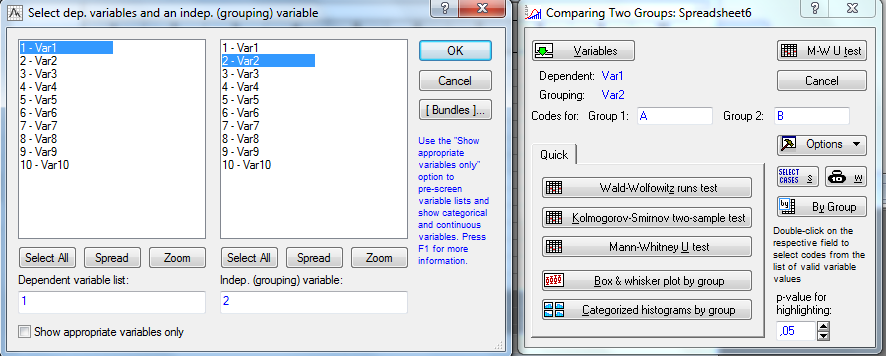 Select dep. variables and an indep. (grouping) variable
1 - Var1
2 - Var2
3 - Var3
4 - Var4
5 - Var5
6 - Var6
7 - Var7
8 - Var8
9 - Var9
10 - Var10
1 - Var1
2 - Var2
3 - Var3
4 - Var4
5 - Var5
6 - Var6
7 - Var7
8 - Var8
9 - Var9
10 - Var10
OK
Cancel
[ Bundles ]...
Use the "Show
appropriate
variables only"
option to
pre-screen
variable lists and
show categorical
and continuous
variables. Press
F1 for more
information.
Select All Spread Zoom
Select All Spread Zoom
Dependent variable list:
1
Indep. (grouping) variable:
2
Show appropriate variables only
Comparing Two Groups: Spreadsheet6
Variables
Dependent: Var1
Grouping: Var2
Codes for: Group 1: A Group 2: B
Quick
Wald-Wolfowitz runs test
Kolmogorov-Smirnov two-sample test
Mann-Whitney U test
Box & whisker plot by group
Categorized histograms by group
M-W U test
Cancel
Options
SELECT
CASES S
W
By Group
Double-click on the
respective field to
select codes from the
list of valid variable
values
p-value for
highlighting:
,05